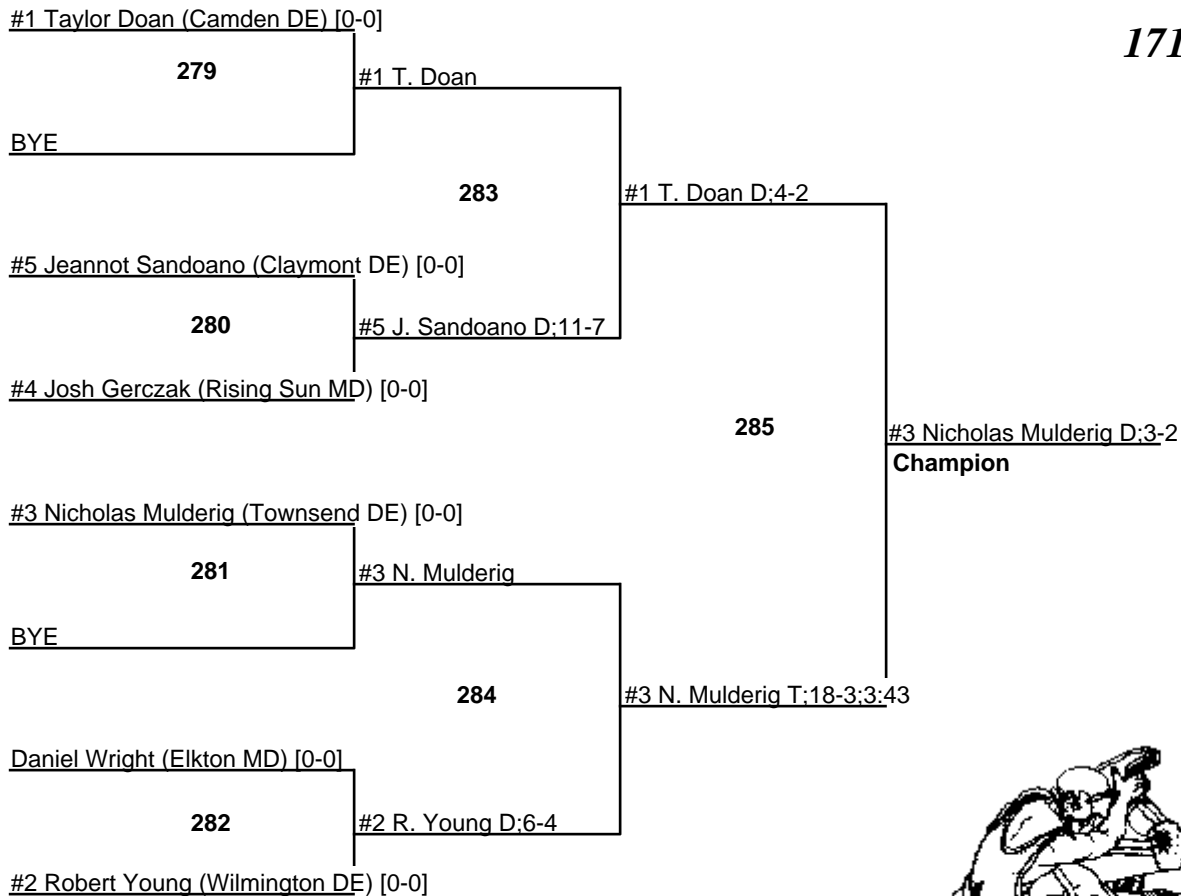 #1 Taylor Doan (Camden DE) [0-0]
171
279
#1 T. Doan
BYE
283
#1 T. Doan D;4-2
#5 Jeannot Sandoano (Claymont DE) [0-0]
280
#5 J. Sandoano D;11-7
#4 Josh Gerczak (Rising Sun MD) [0-0]
285
#3 Nicholas Mulderig D;3-2
Champion
#3 Nicholas Mulderig (Townsend DE) [0-0]
281
#3 N. Mulderig
BYE
284
#3 N. Mulderig T;18-3;3:43
Daniel Wright (Elkton MD) [0-0]
282
#2 R. Young D;6-4
#2 Robert Young (Wilmington DE) [0-0]